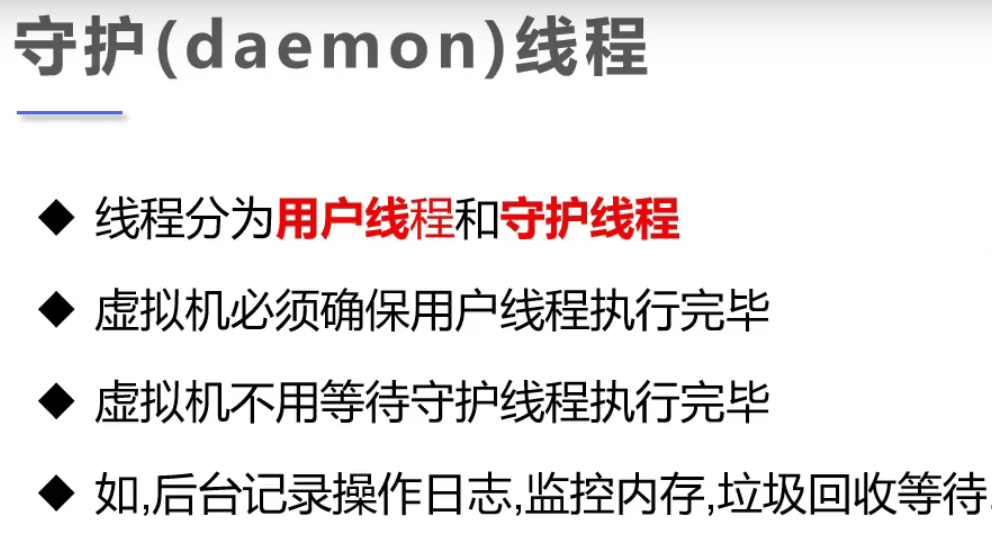 守护(daemon)线程
线程分为用户线程和守护线程
虚拟机必须确保用户线程执行完毕
虚拟机不用等待守护线程执行完毕
如,后台记录操作日志,监控内存,垃圾回收等待.